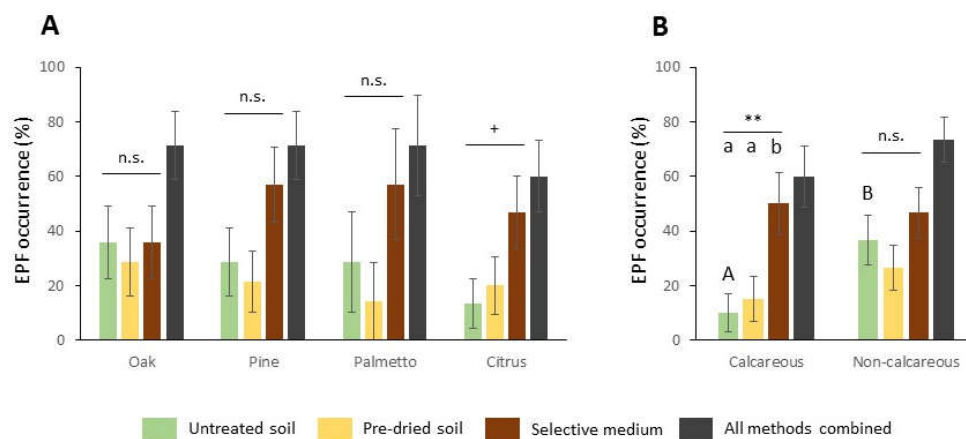 A
EPF occurrence (%)
100
80
60
40
20
0
n.s.
n.s.
n.s.
+
Oak
Pine
Palmetto
Citrus
B
EPF occurrence (%)
100
80
60
40
20
0
**
a a b
A
n.s.
B
Calcareous
Non-calcareous
Untreated soil
Pre-dried soil
Selective medium
All methods combined